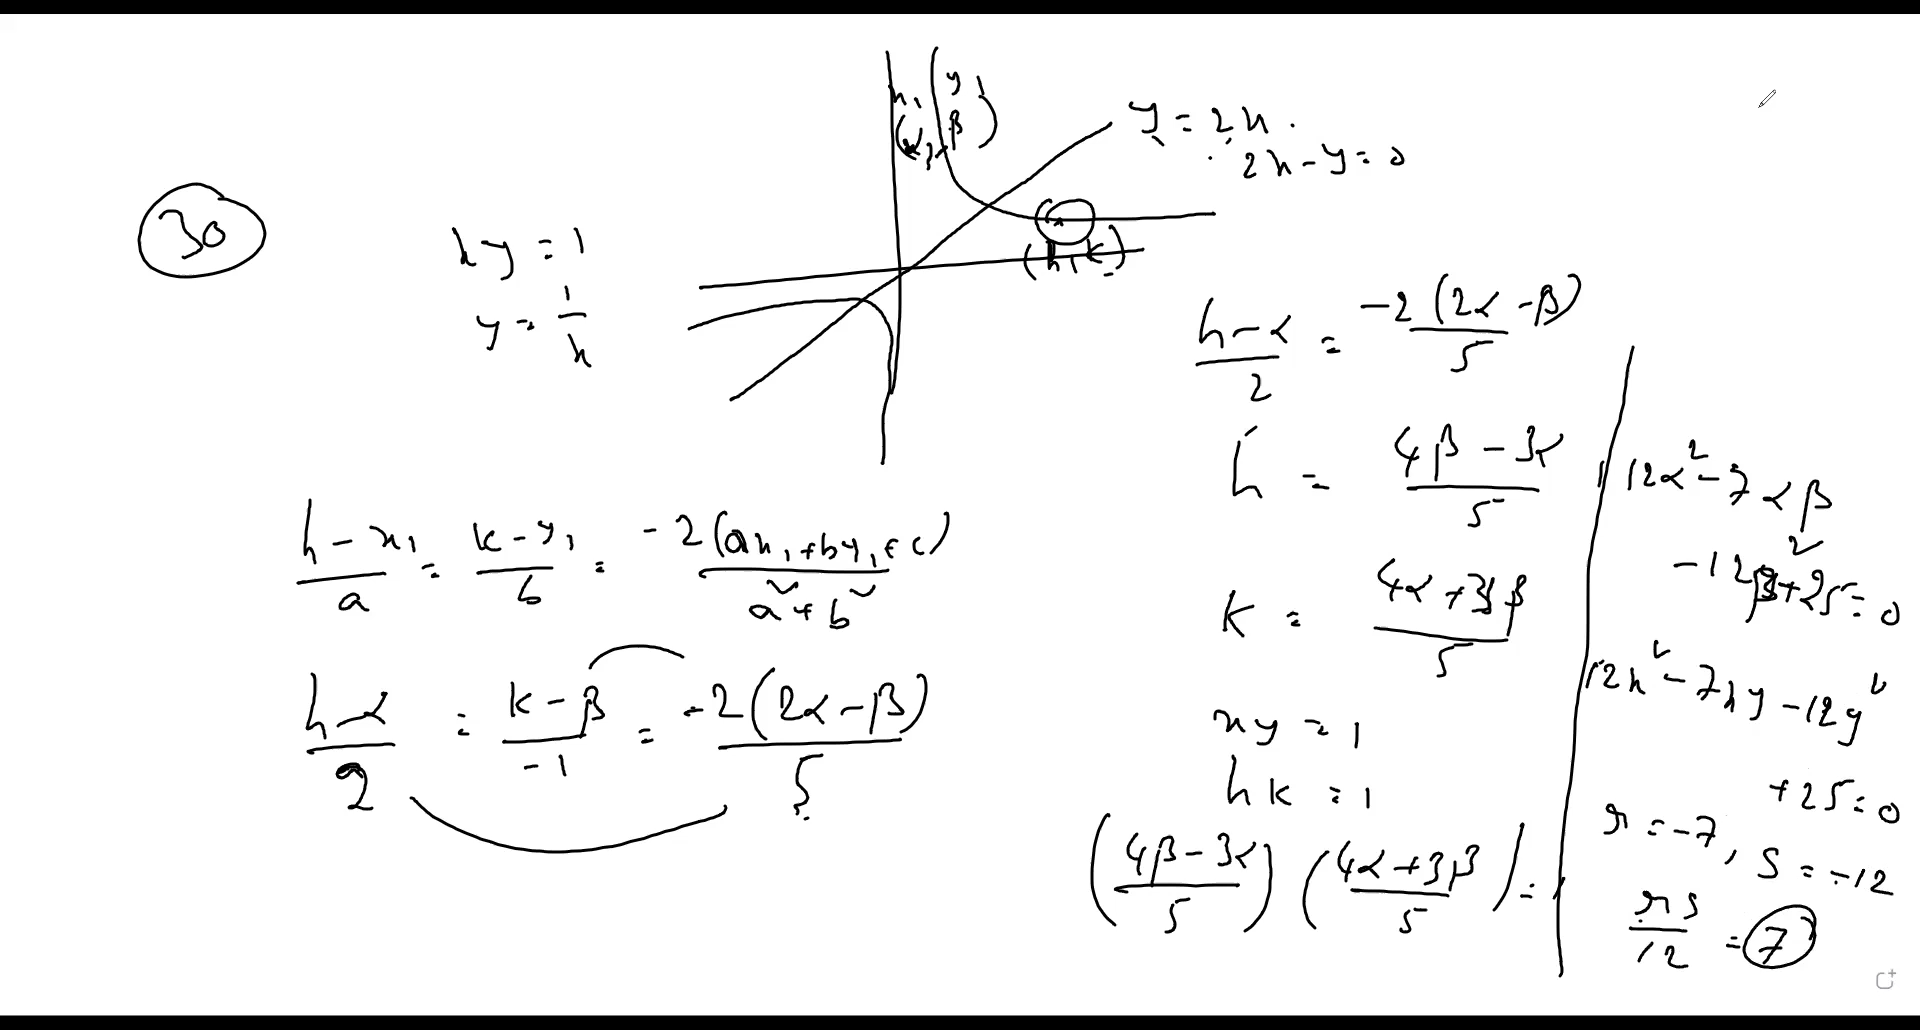 30
xy = 1
y = 1/x
x₁ y₁
(α, β)
y = 2x
2x - y = 0
(h, k)
(h - x₁)/a = (k - y₁)/b = -2(ax₁ + by₁ + c)/(a² + b²)
(h - α)/2 = (k - β)/-1 = -2(2α - β)/5
(h - α)/2 = -2(2α - β)/5
h = (4β - 3α)/5
k = (4α + 3β)/5
xy = 1
hk = 1
((4β - 3α)/5) ((4α + 3β)/5) = 1
12α² - 7αβ
- 12β² + 25 = 0
12x² - 7xy - 12y²
+ 25 = 0
r = -7, s = -12
rs/12 = 7